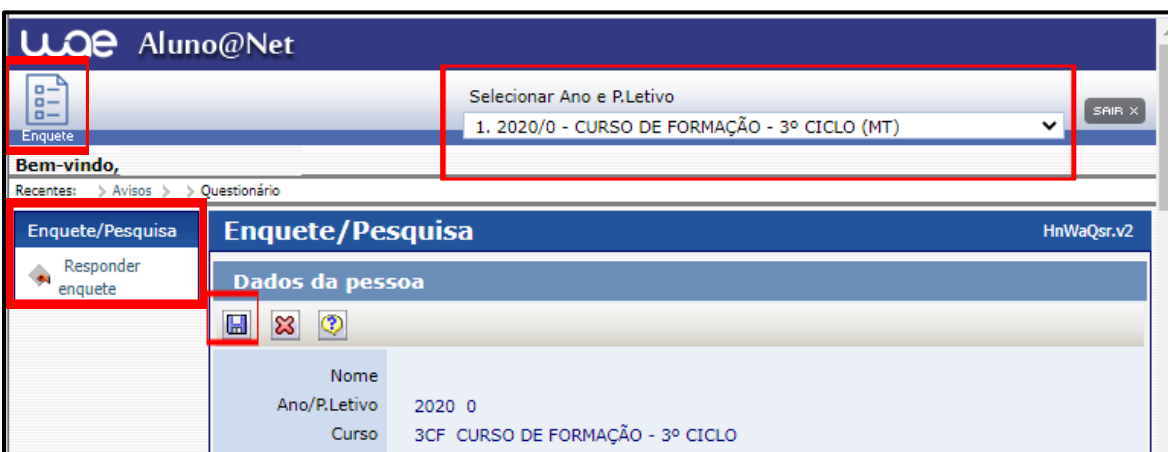 wae Aluno@Net
Selecionar Ano e P.Letivo
1. 2020/0 - CURSO DE FORMAÇÃO - 3º CICLO (MT)
SAIR X
Enquete
Bem-vindo,
Recentes: > Avisos > > Questionário
Enquete/Pesquisa
Responder
enquete
Enquete/Pesquisa HnWaQsr.v2
Dados da pessoa
Nome
Ano/P.Letivo 2020 0
Curso 3CF CURSO DE FORMAÇÃO - 3º CICLO